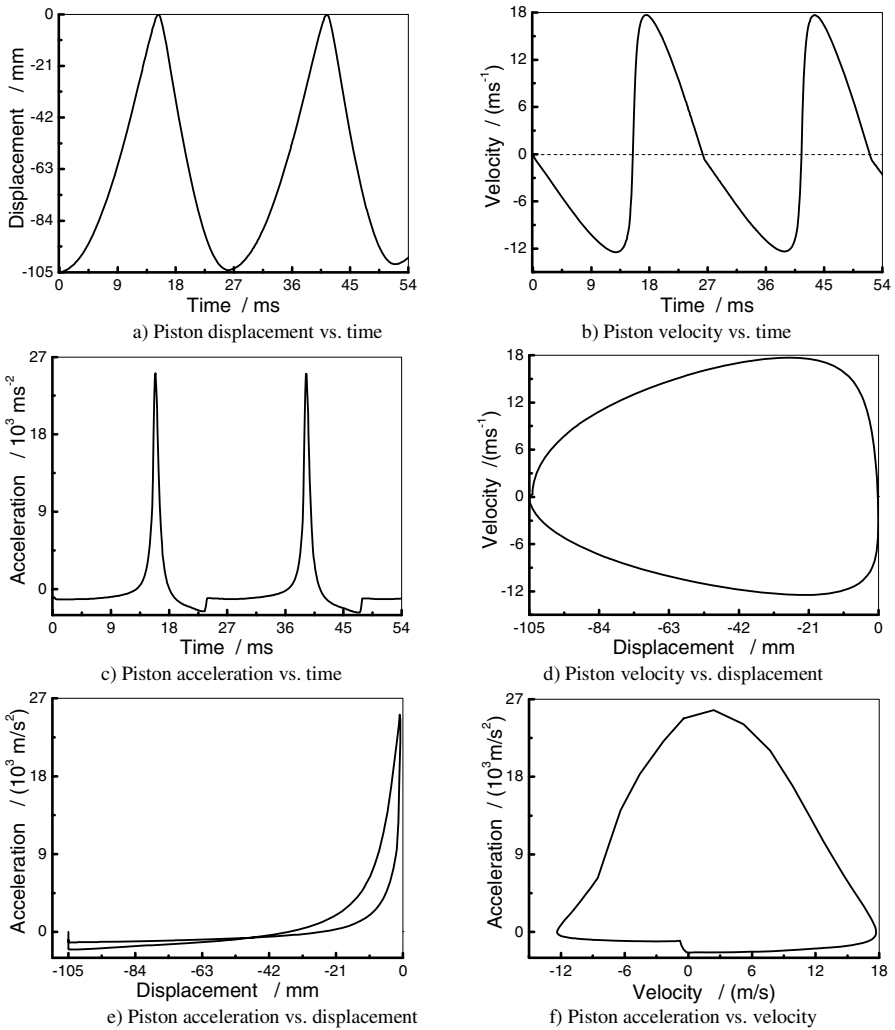 0
-21
-42
-63
-84
-105
Displacement / mm
0 9 18 27 36 45 54
Time / ms
a) Piston displacement vs. time
18
12
6
0
-6
-12
Velocity / (ms-1)
0 9 18 27 36 45 54
Time / ms
b) Piston velocity vs. time
27
18
9
0
Acceleration / 10³ ms-2
0 9 18 27 36 45 54
Time / ms
c) Piston acceleration vs. time
18
12
6
0
-6
-12
Velocity /(ms-1)
-105 -84 -63 -42 -21 0
Displacement / mm
d) Piston velocity vs. displacement
27
18
9
0
Acceleration / (10³ m/s²)
-105 -84 -63 -42 -21 0
Displacement / mm
e) Piston acceleration vs. displacement
27
18
9
0
Acceleration / (10³ m/s²)
-12 -6 0 6 12 18
Velocity / (m/s)
f) Piston acceleration vs. velocity